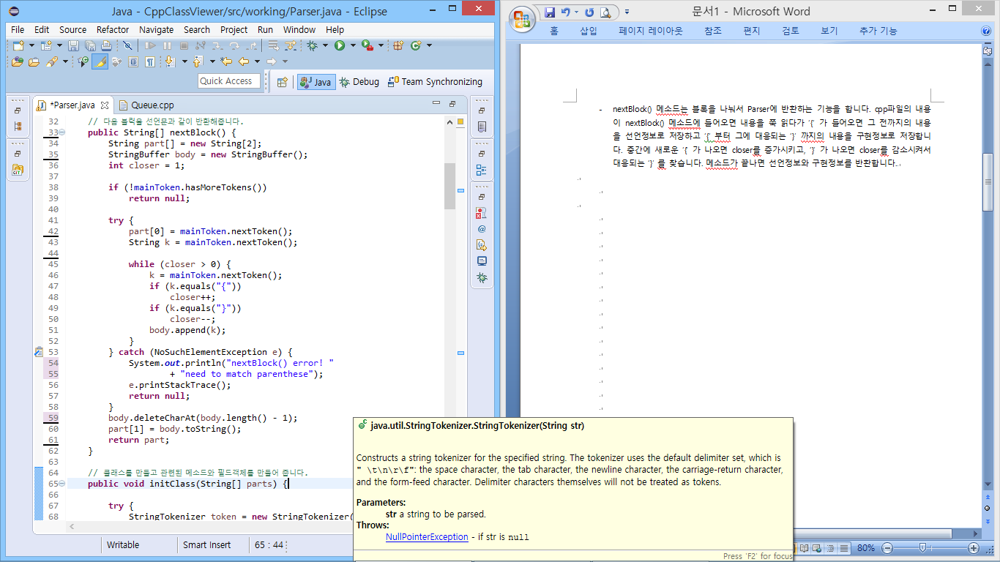 Java - CppClassViewer/src/working/Parser.java - Eclipse
File Edit Source Refactor Navigate Search Project Run Window Help
Quick Access
Java
Debug
Team Synchronizing
*Parser.java
Queue.cpp
32 // 다음 블럭을 선언문과 같이 반환해줍니다.
33 public String[] nextBlock() {
34 String part[] = new String[2];
35 StringBuffer body = new StringBuffer();
36 int closer = 1;
37
38 if (!mainToken.hasMoreTokens())
39 return null;
40
41 try {
42 part[0] = mainToken.nextToken();
43 String k = mainToken.nextToken();
44
45 while (closer > 0) {
46 k = mainToken.nextToken();
47 if (k.equals("{"))
48 closer++;
49 if (k.equals("}"))
50 closer--;
51 body.append(k);
52 }
53 } catch (NoSuchElementException e) {
54 System.out.println("nextBlock() error! "
55 + "need to match parenthese");
56 e.printStackTrace();
57 return null;
58 }
59 body.deleteCharAt(body.length() - 1);
60 part[1] = body.toString();
61 return part;
62 }
63
64 // 클래스를 만들고 관련된 메소드와 필드객체를 만들어 줍니다.
65 public void initClass(String[] parts) {
66
67 try {
68 StringTokenizer token = new StringTokenizer(
Writable
Smart Insert
65 : 44
문서1 - Microsoft Word
홈 삽입 페이지 레이아웃 참조 편지 검토 보기 추가 기능
- nextBlock() 메소드는 블록을 나눠서 Parser에 반환하는 기능을 합니다. cpp파일의 내용
이 nextBlock() 메소드에 들어오면 내용을 쭉 읽다가 '{' 가 들어오면 그 전까지의 내용
을 선언정보로 저장하고 '{' 부터 그에 대응되는 '}' 까지의 내용을 구현정보로 저장합니
다. 중간에 새로운 '{' 가 나오면 closer를 증가시키고, '}' 가 나오면 closer를 감소시켜서
대응되는 '}' 를 찾습니다. 메소드가 끝나면 선언정보와 구현정보를 반환합니다.
java.util.StringTokenizer.StringTokenizer(String str)
Constructs a string tokenizer for the specified string. The tokenizer uses the default delimiter set, which is
" \t\n\r\f": the space character, the tab character, the newline character, the carriage-return character,
and the form-feed character. Delimiter characters themselves will not be treated as tokens.
Parameters:
str a string to be parsed.
Throws:
NullPointerException - if str is null
Press 'F2' for focus
80%